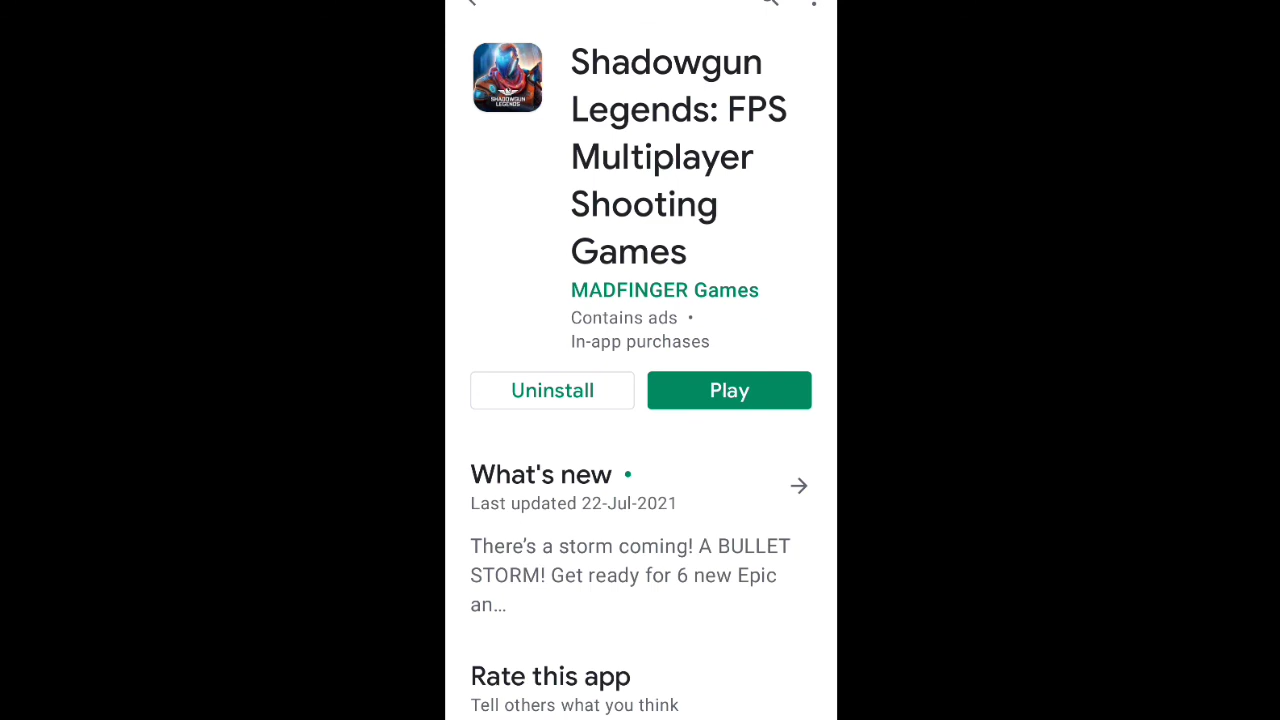 SHADOWGUN
LEGENDS
Shadowgun
Legends: FPS
Multiplayer
Shooting
Games
MADFINGER Games
Contains ads •
In-app purchases
Uninstall
Play
What's new •
Last updated 22-Jul-2021
There’s a storm coming! A BULLET
STORM! Get ready for 6 new Epic
an…
Rate this app
Tell others what you think